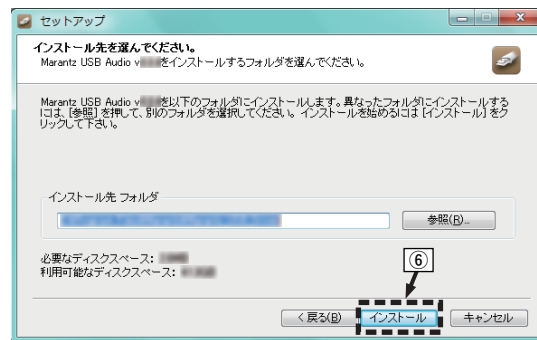 セットアップ
インストール先を選んでください。
Marantz USB Audio v をインストールするフォルダを選んでください。
Marantz USB Audio v を以下のフォルダにインストールします。異なったフォルダにインストールする
には、[参照] を押して、別のフォルダを選択してください。インストールを始めるには [インストール] をク
リックして下さい。
インストール先 フォルダ
参照(R)...
必要なディスクスペース:
利用可能なディスクスペース:
⑥
< 戻る(B)
インストール
キャンセル